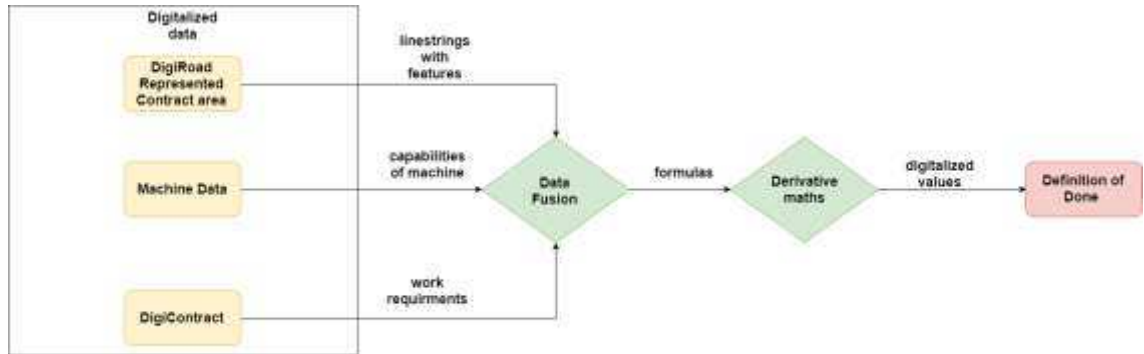 Digitalized
data
DigiRoad
Represented
Contract area
linestrings
with
features
Machine Data
capabilities
of machine
Data
Fusion
formulas
Derivative
maths
digitalized
values
Definition of
Done
DigiContract
work
requirments